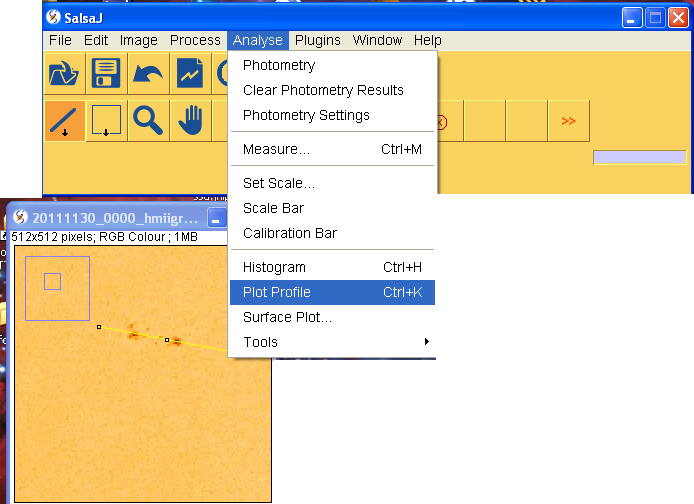 SalsaJ
File Edit Image Process Analyse Plugins Window Help
Photometry
Clear Photometry Results
Photometry Settings
>>
Measure... Ctrl+M
Set Scale...
Scale Bar
Calibration Bar
20111130_0000_hmiigr...
512x512 pixels; RGB Colour ; 1MB
Histogram Ctrl+H
Plot Profile Ctrl+K
Surface Plot...
Tools